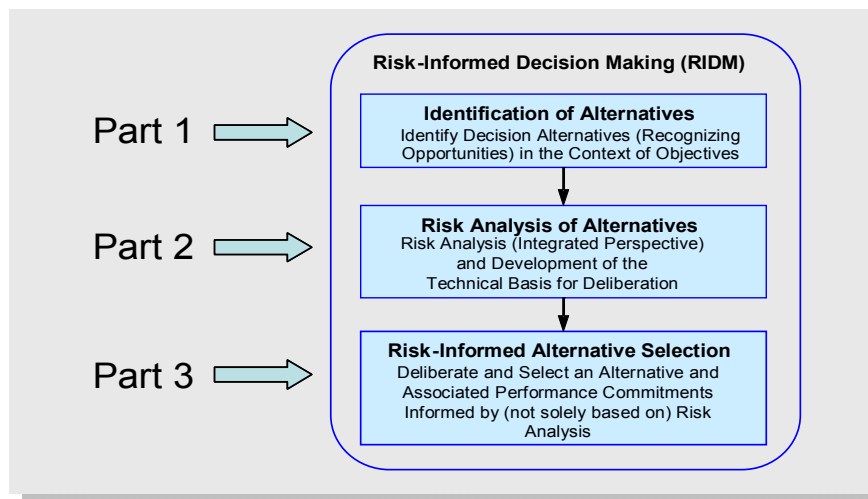 Risk-Informed Decision Making (RIDM)
Part 1
Identification of Alternatives
Identify Decision Alternatives (Recognizing
Opportunities) in the Context of Objectives
Part 2
Risk Analysis of Alternatives
Risk Analysis (Integrated Perspective)
and Development of the
Technical Basis for Deliberation
Part 3
Risk-Informed Alternative Selection
Deliberate and Select an Alternative and
Associated Performance Commitments
Informed by (not solely based on) Risk
Analysis